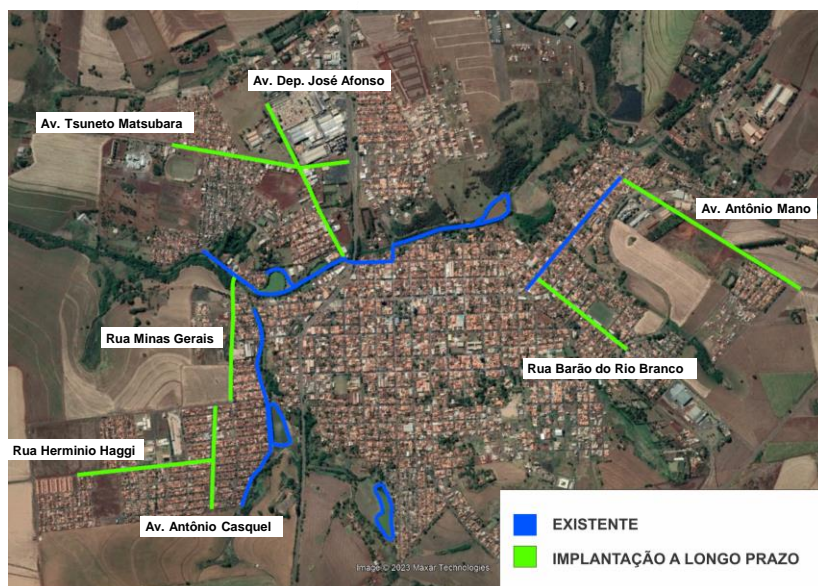 Av. Dep. José Afonso
Av. Tsuneto Matsubara
Av. Antônio Mano
Rua Minas Gerais
Rua Barão do Rio Branco
Rua Herminio Haggi
Av. Antônio Casquel
EXISTENTE
IMPLANTAÇÃO A LONGO PRAZO
Image © 2023 Maxar Technologies